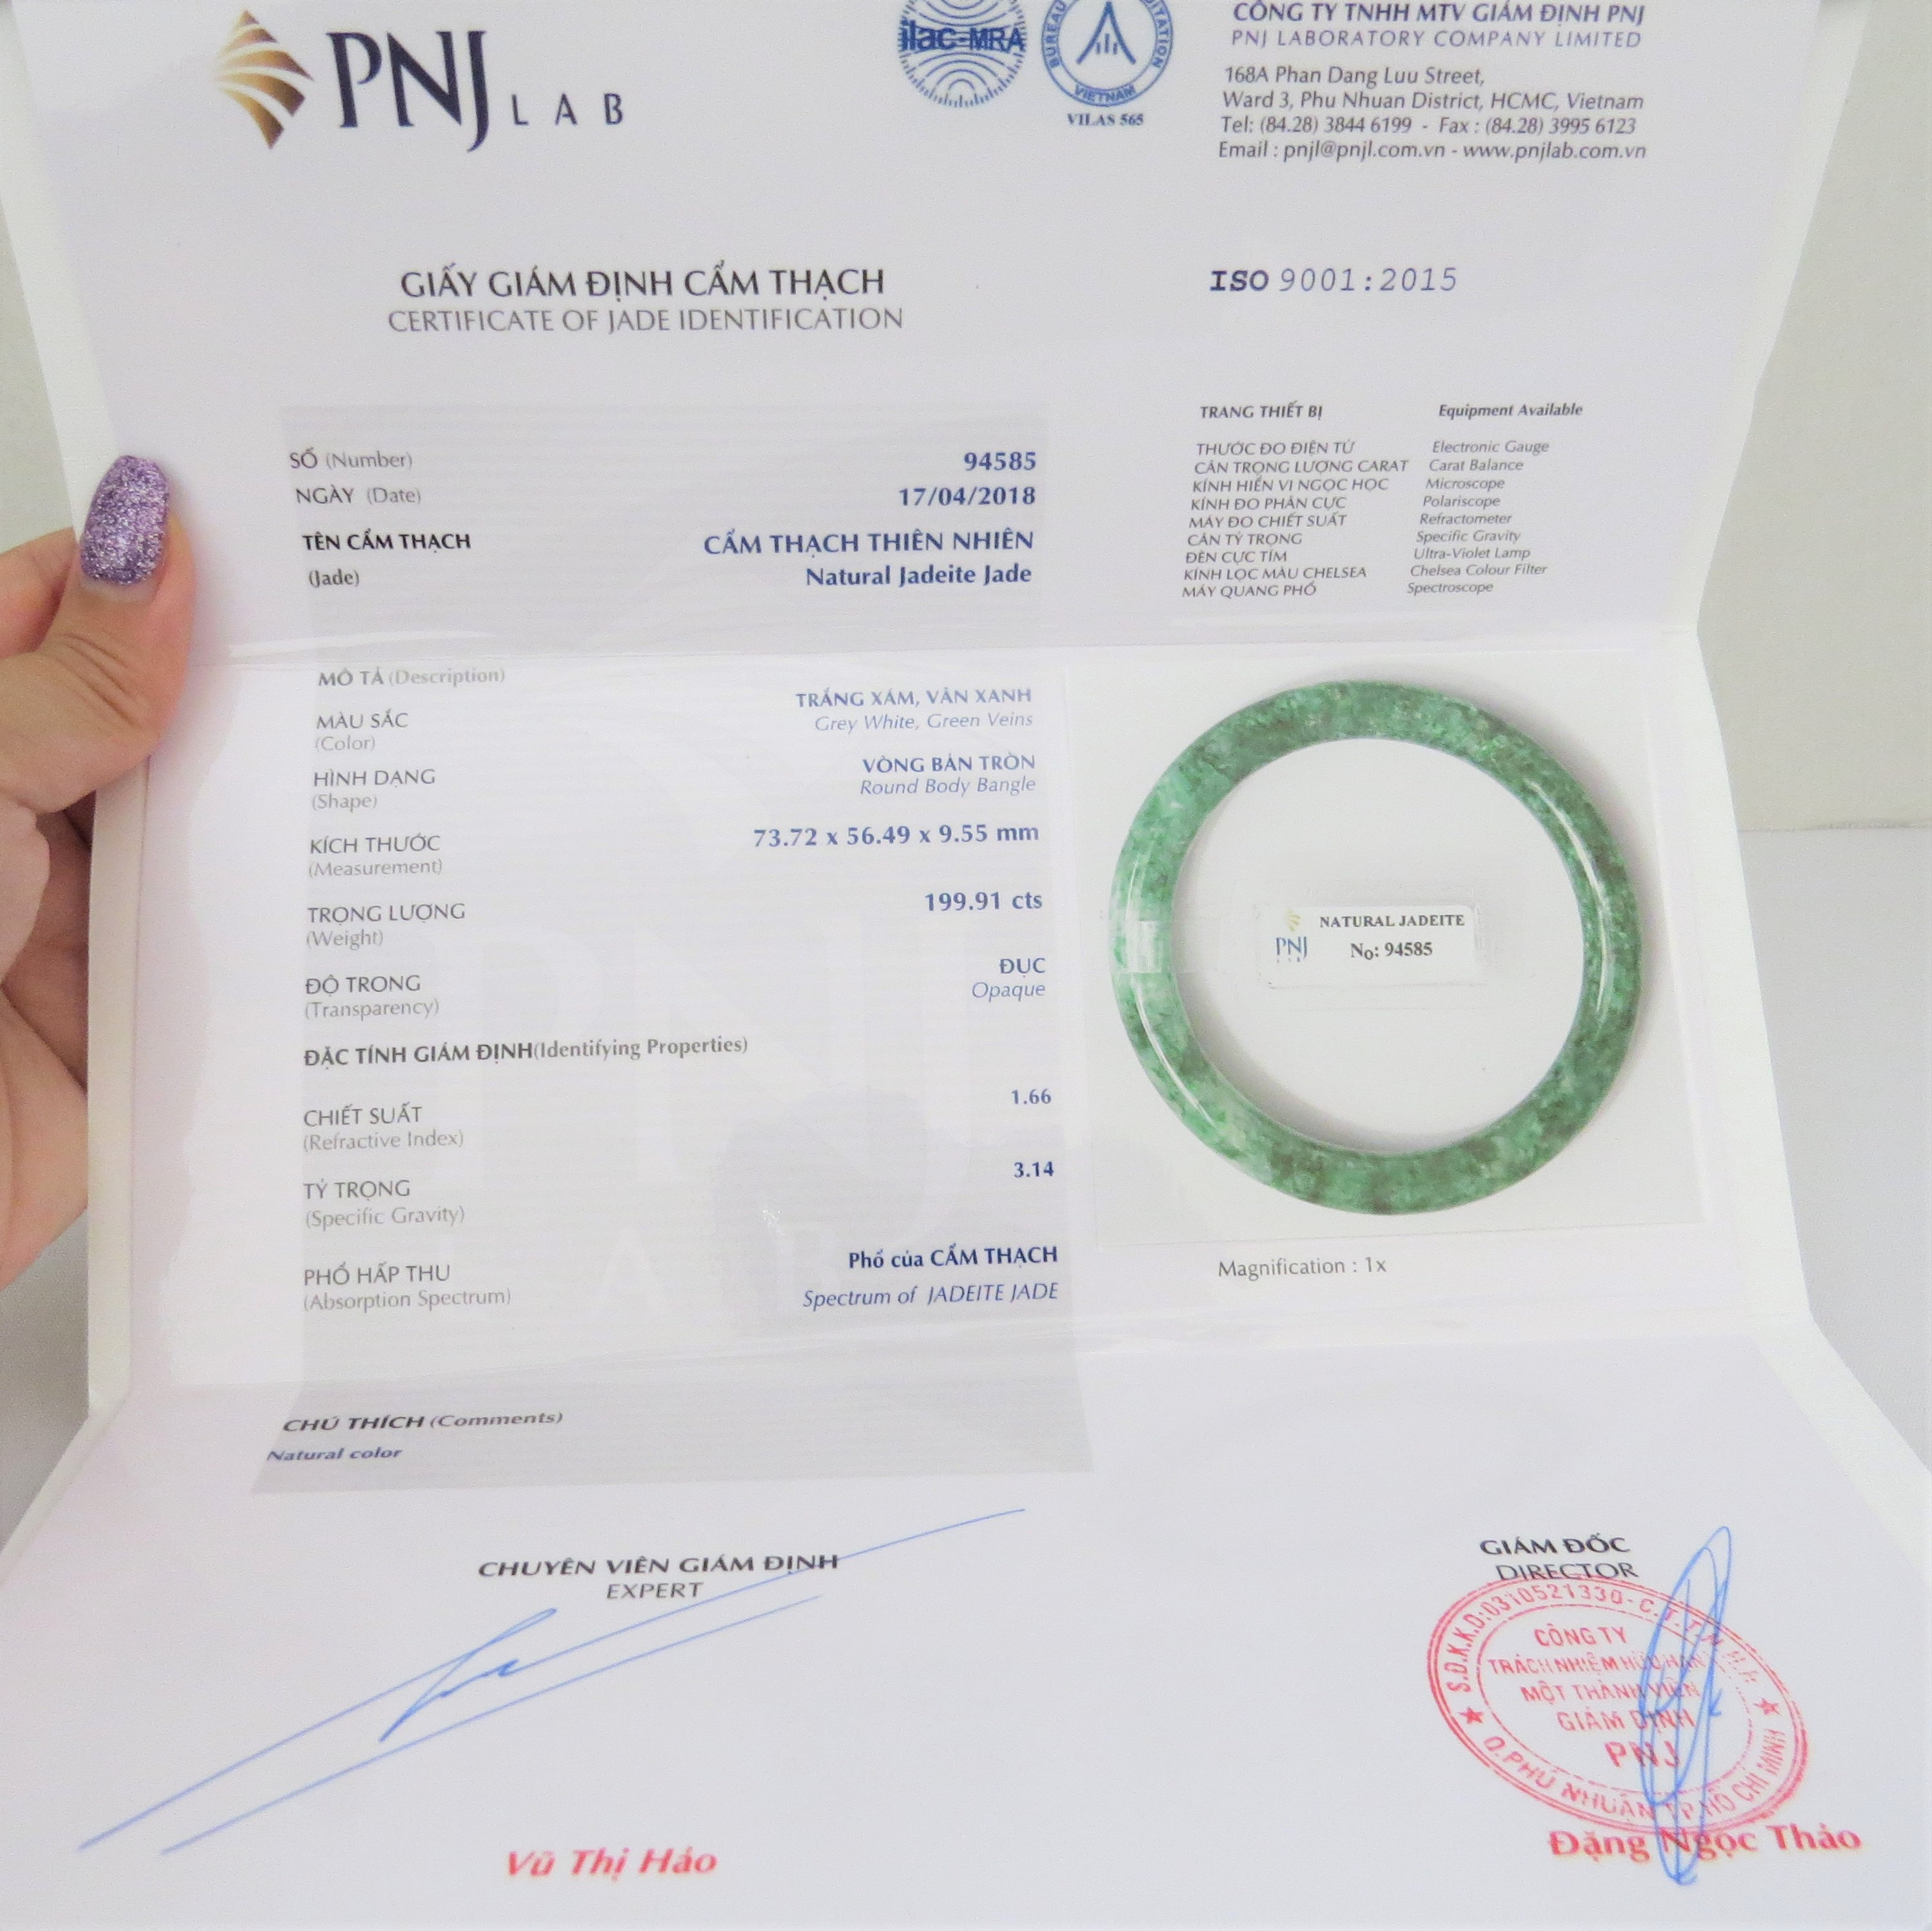 PNJ LAB
ilac-MRA
BUREAU
VIETNAM
VILAS 565
CÔNG TY TNHH MTV GIÁM ĐỊNH PNJ
PNJ LABORATORY COMPANY LIMITED
168A Phan Dang Luu Street,
Ward 3, Phu Nhuan District, HCMC, Vietnam
Tel: (84.28) 3844 6199 - Fax : (84.28) 3995 6123
Email : pnjl@pnjl.com.vn - www.pnjlab.com.vn
GIẤY GIÁM ĐỊNH CẨM THẠCH
CERTIFICATE OF JADE IDENTIFICATION
ISO 9001:2015
SỐ (Number) 94585
NGÀY (Date) 17/04/2018
TÊN CẨM THẠCH CẨM THẠCH THIÊN NHIÊN
(Jade) Natural Jadeite Jade
TRANG THIẾT BỊ Equipment Available
THƯỚC ĐO ĐIỆN TỬ Electronic Gauge
CÂN TRỌNG LƯỢNG CARAT Carat Balance
KÍNH HIỂN VI NGỌC HỌC Microscope
KÍNH ĐO PHÂN CỰC Polariscope
MÁY ĐO CHIẾT SUẤT Refractometer
CÂN TỶ TRỌNG Specific Gravity
ĐÈN CỰC TÍM Ultra-Violet Lamp
KÍNH LỌC MÀU CHELSEA Chelsea Colour Filter
MÁY QUANG PHỔ Spectroscope
MÔ TẢ (Description)
MÀU SẮC TRẮNG XÁM, VÂN XANH
(Color) Grey White, Green Veins
HÌNH DẠNG VÒNG BẢN TRÒN
(Shape) Round Body Bangle
KÍCH THƯỚC 73.72 x 56.49 x 9.55 mm
(Measurement)
TRỌNG LƯỢNG 199.91 cts
(Weight)
ĐỘ TRONG ĐỤC
(Transparency) Opaque
ĐẶC TÍNH GIÁM ĐỊNH(Identifying Properties)
CHIẾT SUẤT 1.66
(Refractive Index)
TỶ TRỌNG 3.14
(Specific Gravity)
PHỔ HẤP THU Phổ của CẨM THẠCH
(Absorption Spectrum) Spectrum of JADEITE JADE
PNJ LAB
NATURAL JADEITE
No: 94585
Magnification : 1x
CHÚ THÍCH (Comments)
Natural color
CHUYÊN VIÊN GIÁM ĐỊNH
EXPERT
Vũ Thị Hảo
GIÁM ĐỐC
DIRECTOR
S.D.K.K.D:0310521330-C.T.T.N.H.H
CÔNG TY
TRÁCH NHIỆM HỮU HẠN
MỘT THÀNH VIÊN
GIÁM ĐỊNH
PNJ
Q.PHÚ NHUẬN TP.HỒ CHÍ MINH
Đặng Ngọc Thảo